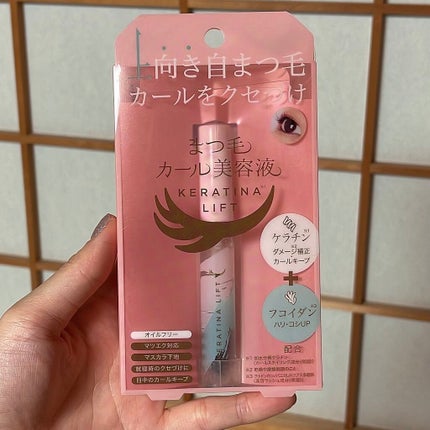 上向き自まつ毛
カールをクセづけ
まつ毛
カール美容液
KERATINA
LIFT
ケラチン
ダメージ補正
カールキープ
+
フコイダン
ハリ・コシUP
配合
KERATINA LIFT
オイルフリー
マツエク対応
マスカラ下地
就寝時のクセづけに
日中のカールキープ